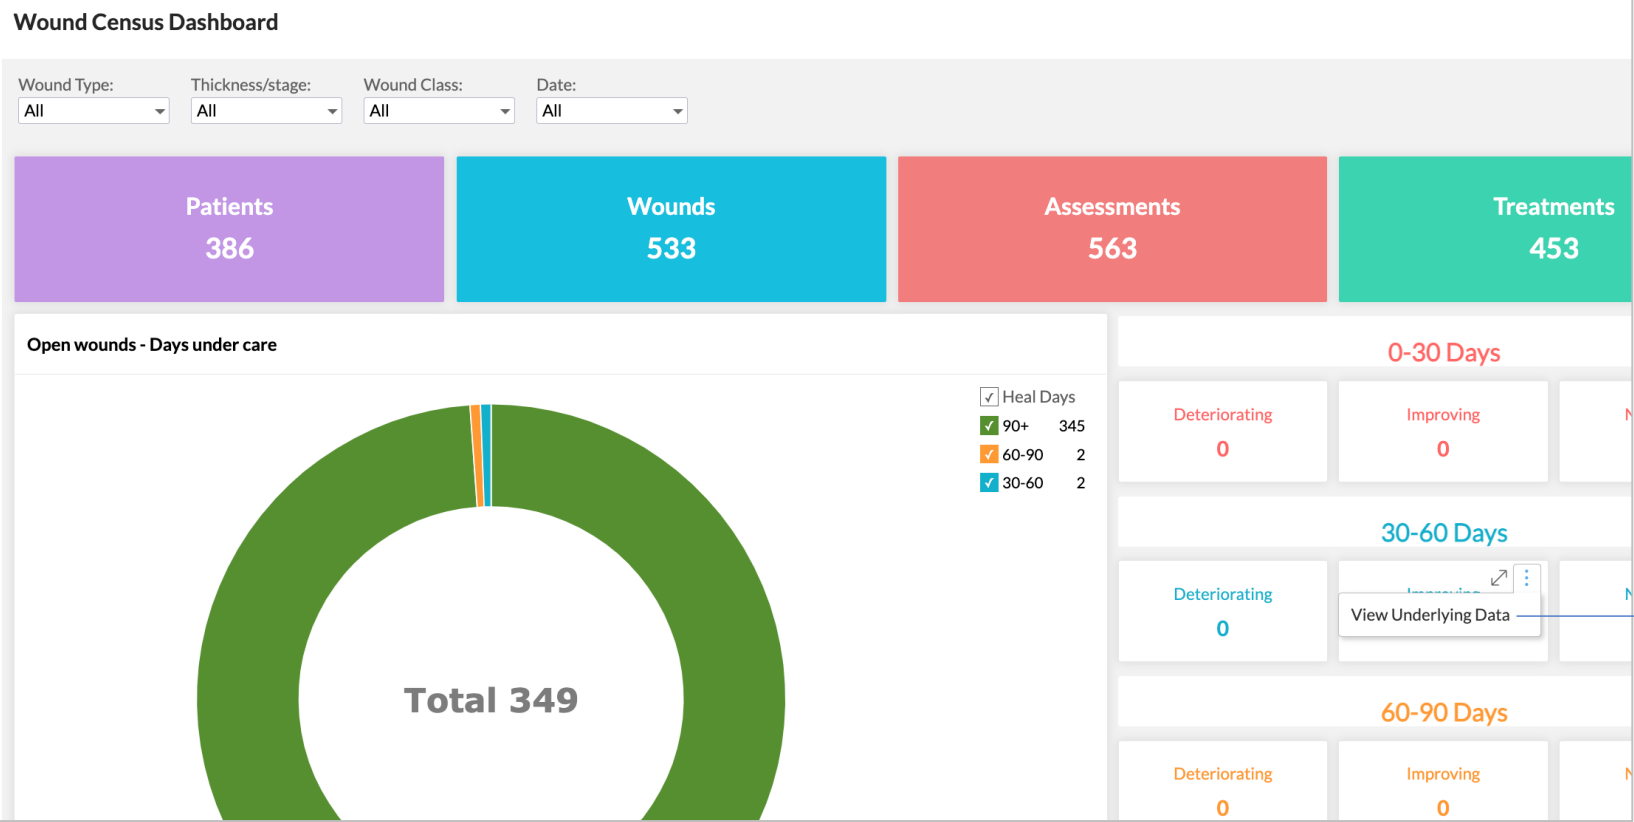 Wound Census Dashboard
Wound Type:
All
Thickness/stage:
All
Wound Class:
All
Date:
All
Patients
386
Wounds
533
Assessments
563
Treatments
453
Open wounds - Days under care
Heal Days
90+ 345
60-90 2
30-60 2
Total 349
0-30 Days
Deteriorating
0
Improving
0
30-60 Days
Deteriorating
0
View Underlying Data
60-90 Days
Deteriorating
0
Improving
0